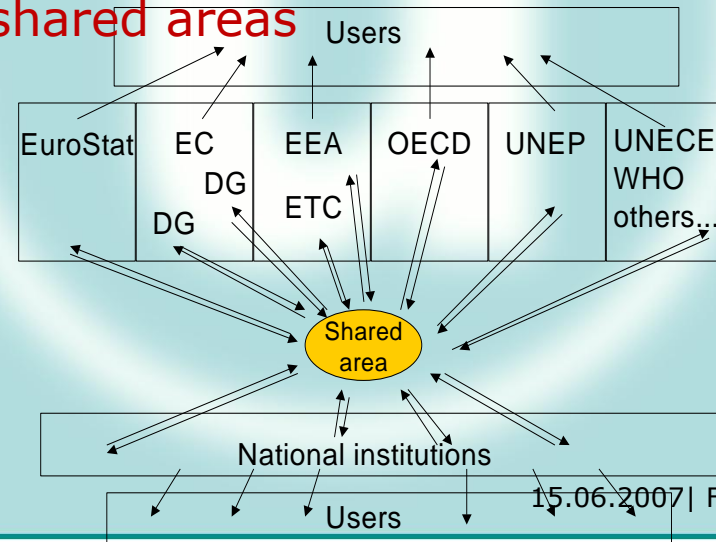 shared areas
Users
EuroStat
EC
DG
DG
EEA
ETC
OECD
UNEP
UNECE
WHO
others...
Shared
area
National institutions
15.06.2007| F
Users